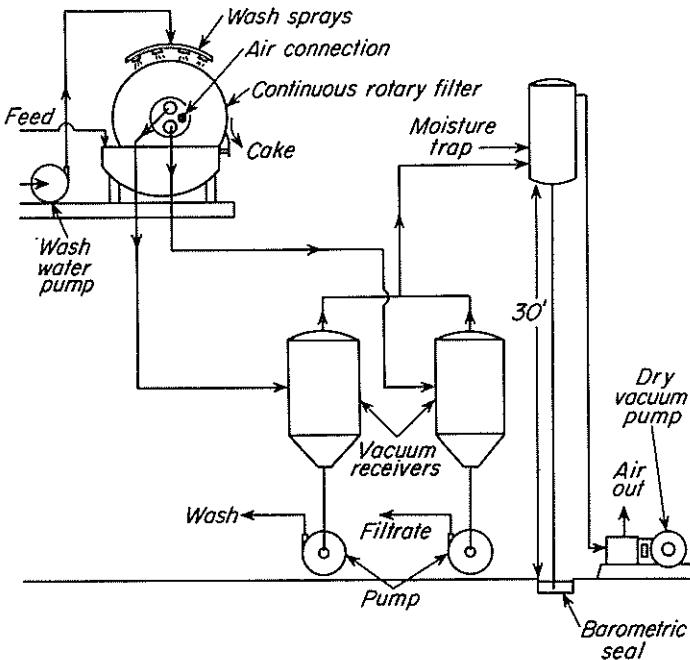 Wash sprays
Air connection
Continuous rotary filter
Feed
Cake
Moisture
trap
Wash
water
pump
30'
Dry
vacuum
pump
Vacuum
receivers
Air
out
Wash
Filtrate
Pump
Barometric
seal